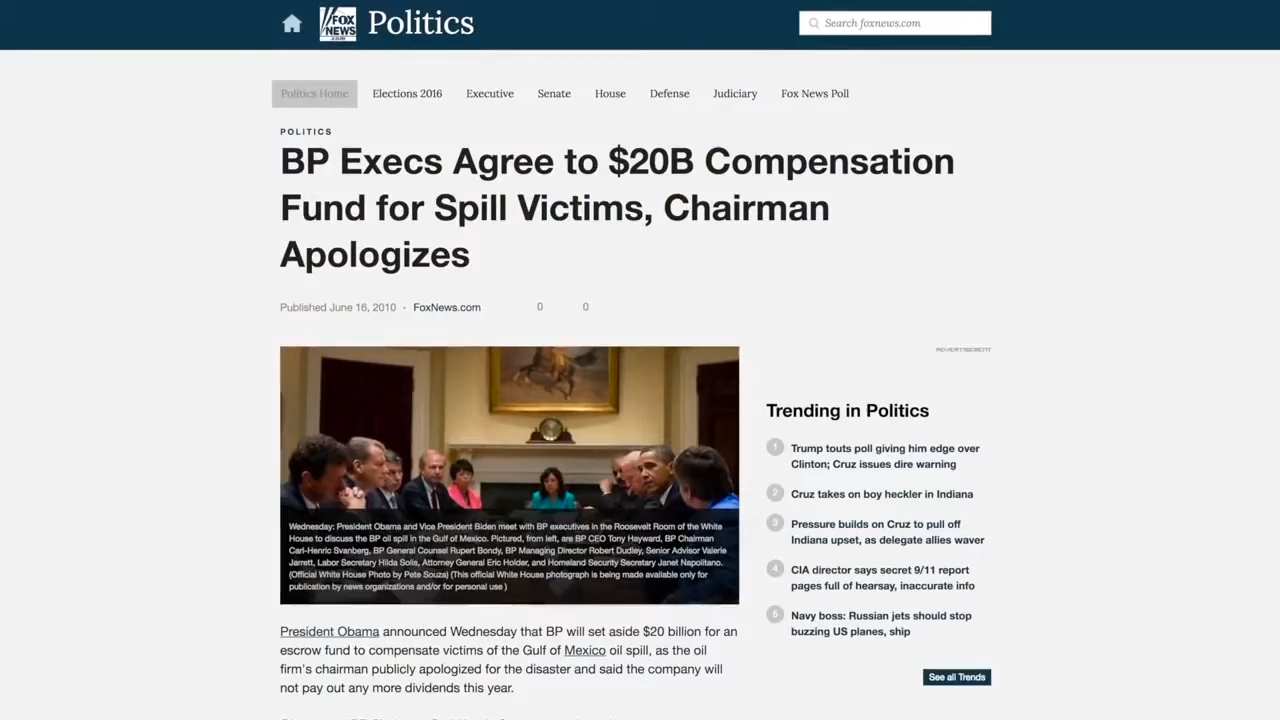 FOX
NEWS
.com
Politics
Search foxnews.com
Politics Home Elections 2016 Executive Senate House Defense Judiciary Fox News Poll
POLITICS
BP Execs Agree to $20B Compensation
Fund for Spill Victims, Chairman
Apologizes
Published June 16, 2010 · FoxNews.com 0 0
Wednesday: President Obama and Vice President Biden meet with BP executives in the Roosevelt Room of the White
House to discuss the BP oil spill in the Gulf of Mexico. Pictured, from left, are BP CEO Tony Hayward, BP Chairman
Carl-Henric Svanberg, BP General Counsel Rupert Bondy, BP Managing Director Robert Dudley, Senior Advisor Valerie
Jarrett, Labor Secretary Hilda Solis, Attorney General Eric Holder, and Homeland Security Secretary Janet Napolitano.
(Official White House Photo by Pete Souza) (This official White House photograph is being made available only for
publication by news organizations and/or for personal use )
President Obama announced Wednesday that BP will set aside $20 billion for an
escrow fund to compensate victims of the Gulf of Mexico oil spill, as the oil
firm's chairman publicly apologized for the disaster and said the company will
not pay out any more dividends this year.
ADVERTISEMENT
Trending in Politics
1 Trump touts poll giving him edge over
Clinton; Cruz issues dire warning
2 Cruz takes on boy heckler in Indiana
3 Pressure builds on Cruz to pull off
Indiana upset, as delegate allies waver
4 CIA director says secret 9/11 report
pages full of hearsay, inaccurate info
5 Navy boss: Russian jets should stop
buzzing US planes, ship
See all Trends